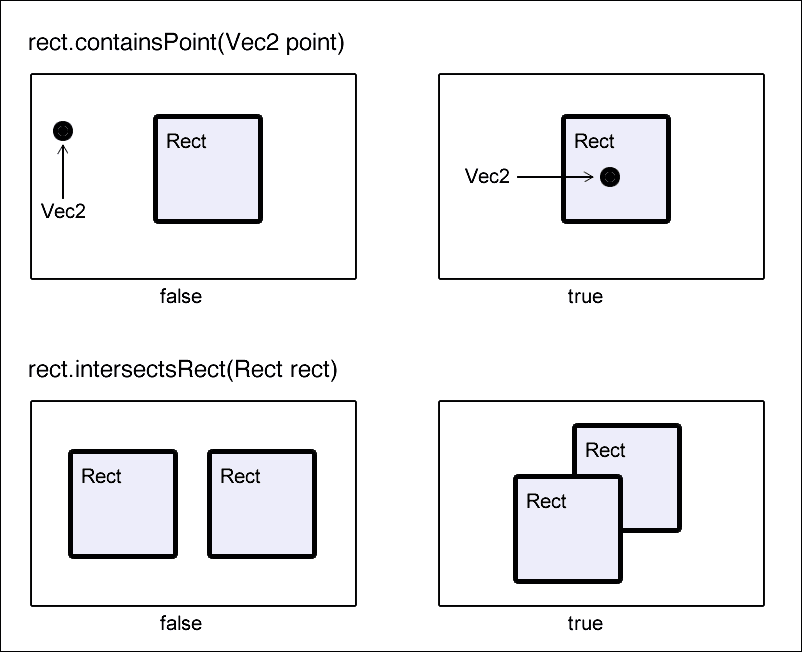 rect.containsPoint(Vec2 point)
Rect
Vec2
false
Rect
Vec2
true
rect.intersectsRect(Rect rect)
Rect
Rect
false
Rect
Rect
true